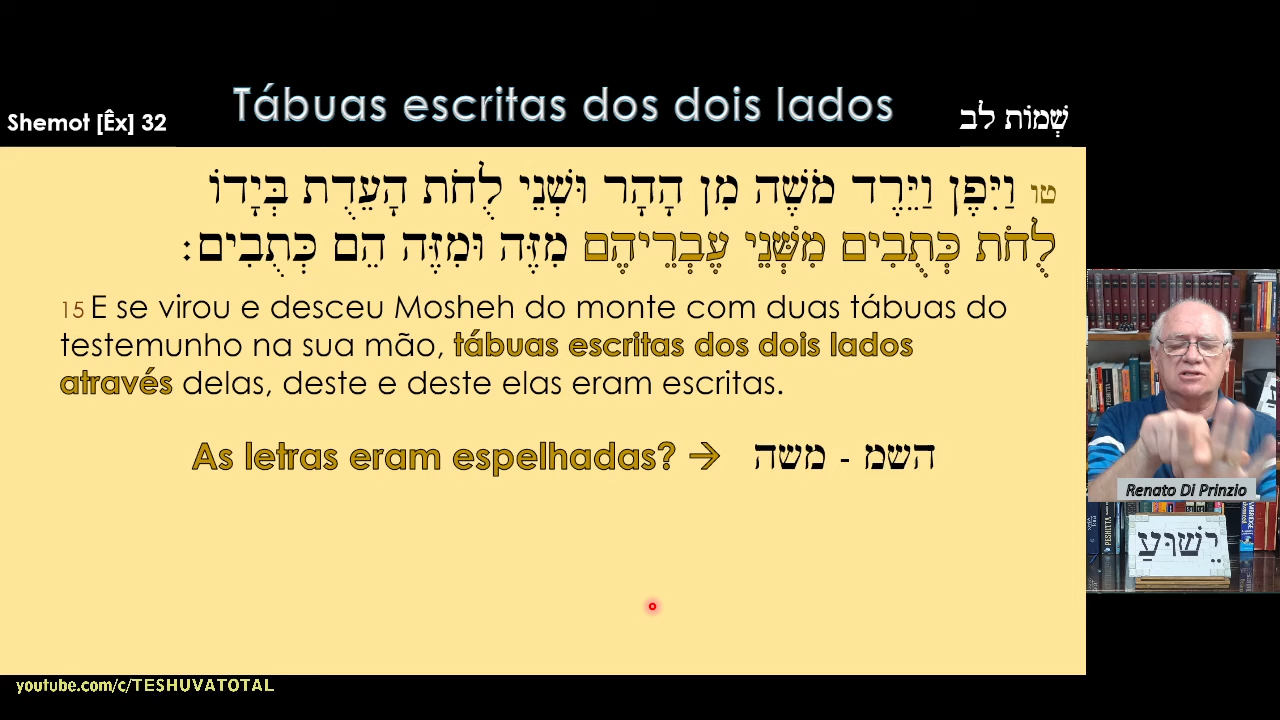 Tábuas escritas dos dois lados
Shemot [Êx] 32
שְׁמוֹת לב
טו וַיִּפֶן וַיֵּרֶד מֹשֶׁה מִן הָהָר וּשְׁנֵי לֻחֹת הָעֵדֻת בְּיָדוֹ
לֻחֹת כְּתֻבִים מִשְּׁנֵי עֶבְרֵיהֶם מִזֶּה וּמִזֶּה הֵם כְּתֻבִים:
15 E se virou e desceu Mosheh do monte com duas tábuas do
testemunho na sua mão, tábuas escritas dos dois lados
através delas, deste e deste elas eram escritas.
As letras eram espelhadas? → השמ - משה
Renato Di Prinzio
PESHITTA
יֵשׁוּעַ
youtube.com/c/TESHUVATOTAL